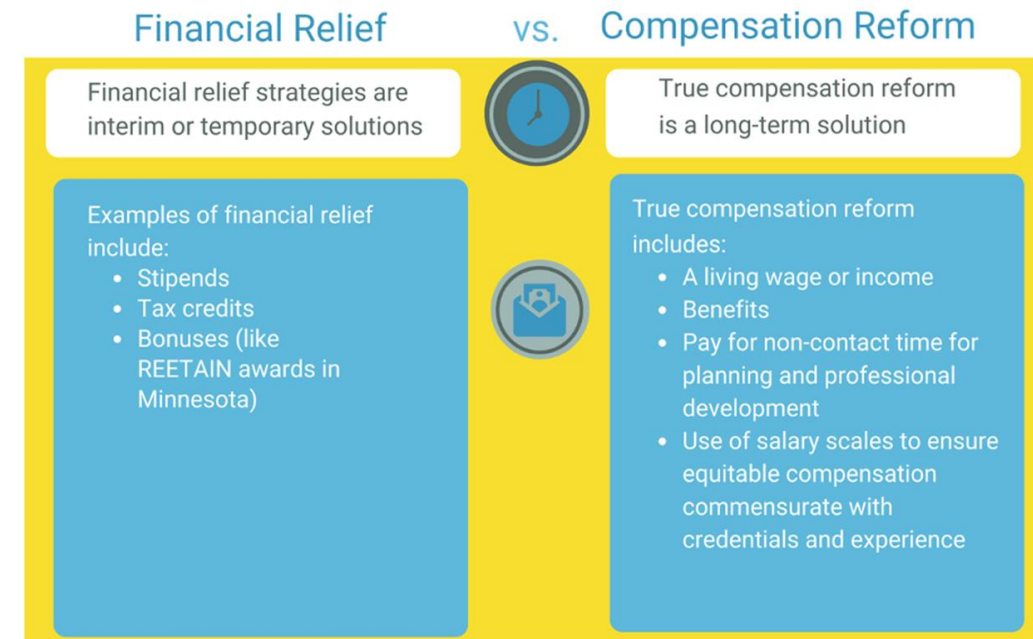 Financial Relief vs. Compensation Reform
Financial relief strategies are
interim or temporary solutions
True compensation reform
is a long-term solution
Examples of financial relief
include:
• Stipends
• Tax credits
• Bonuses (like
REETAIN awards in
Minnesota)
True compensation reform
includes:
• A living wage or income
• Benefits
• Pay for non-contact time for
planning and professional
development
• Use of salary scales to ensure
equitable compensation
commensurate with
credentials and experience